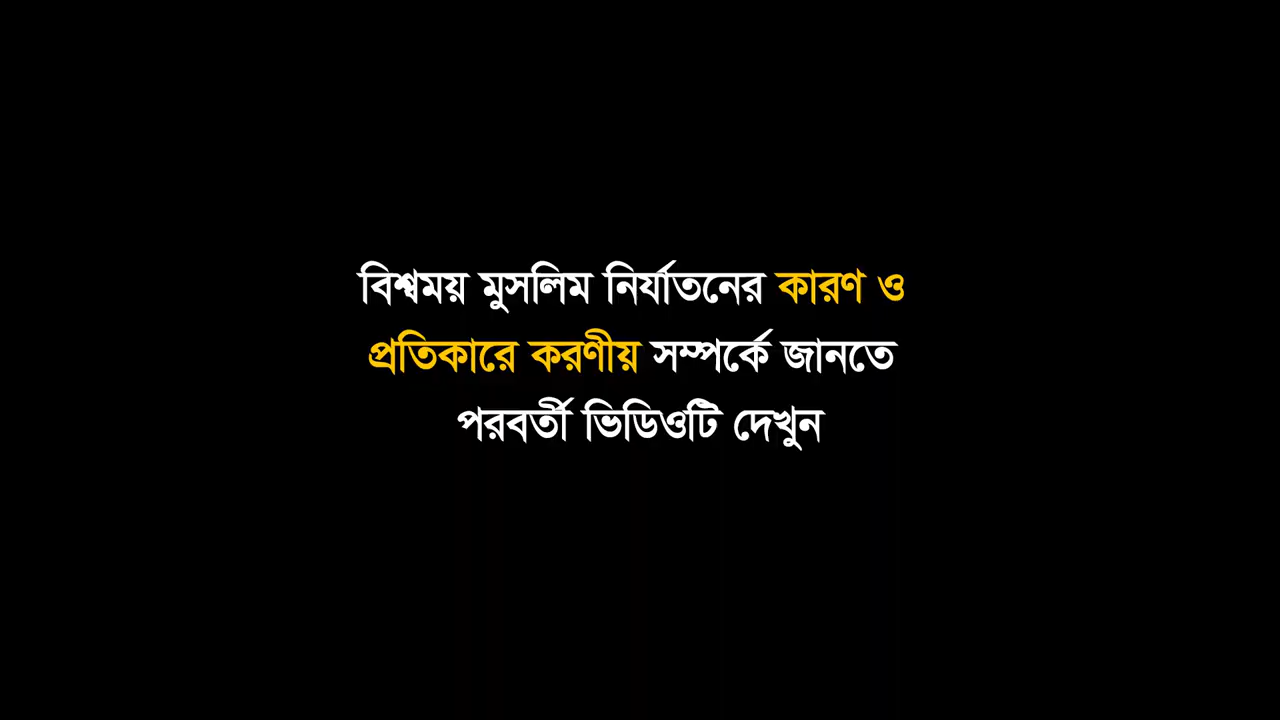 বিশ্বময় মুসলিম নির্যাতনের কারণ ও
প্রতিকারে করণীয় সম্পর্কে জানতে
পরবর্তী ভিডিওটি দেখুন